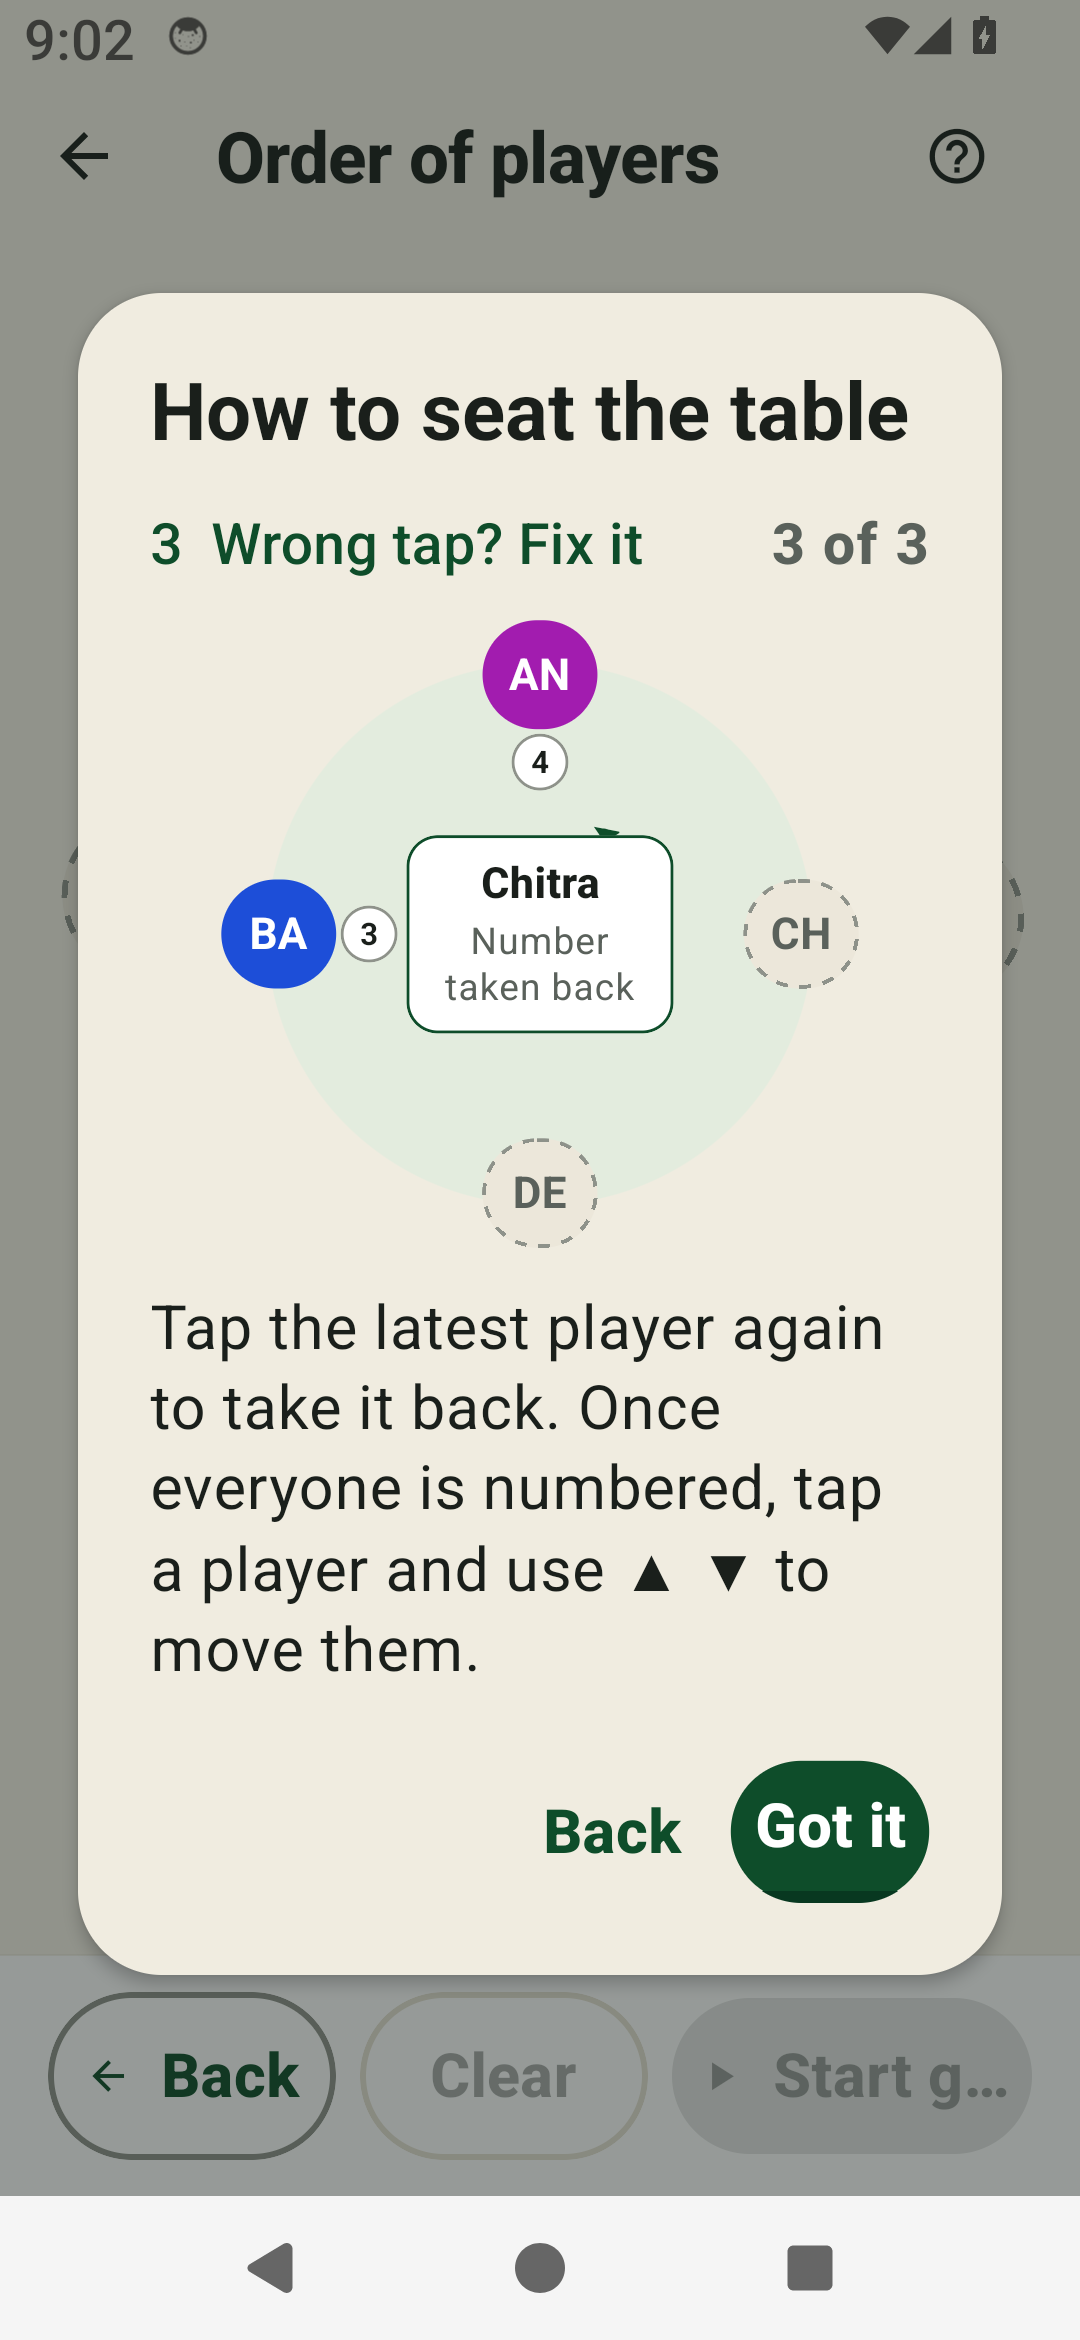 9:02
Order of players
How to seat the table
3 Wrong tap? Fix it 3 of 3
AN
4
Chitra
BA 3 CH
Number
taken back
DE
Tap the latest player again
to take it back. Once
everyone is numbered, tap
a player and use ▲ ▼ to
move them.
Back Got it
Back Clear Start g…